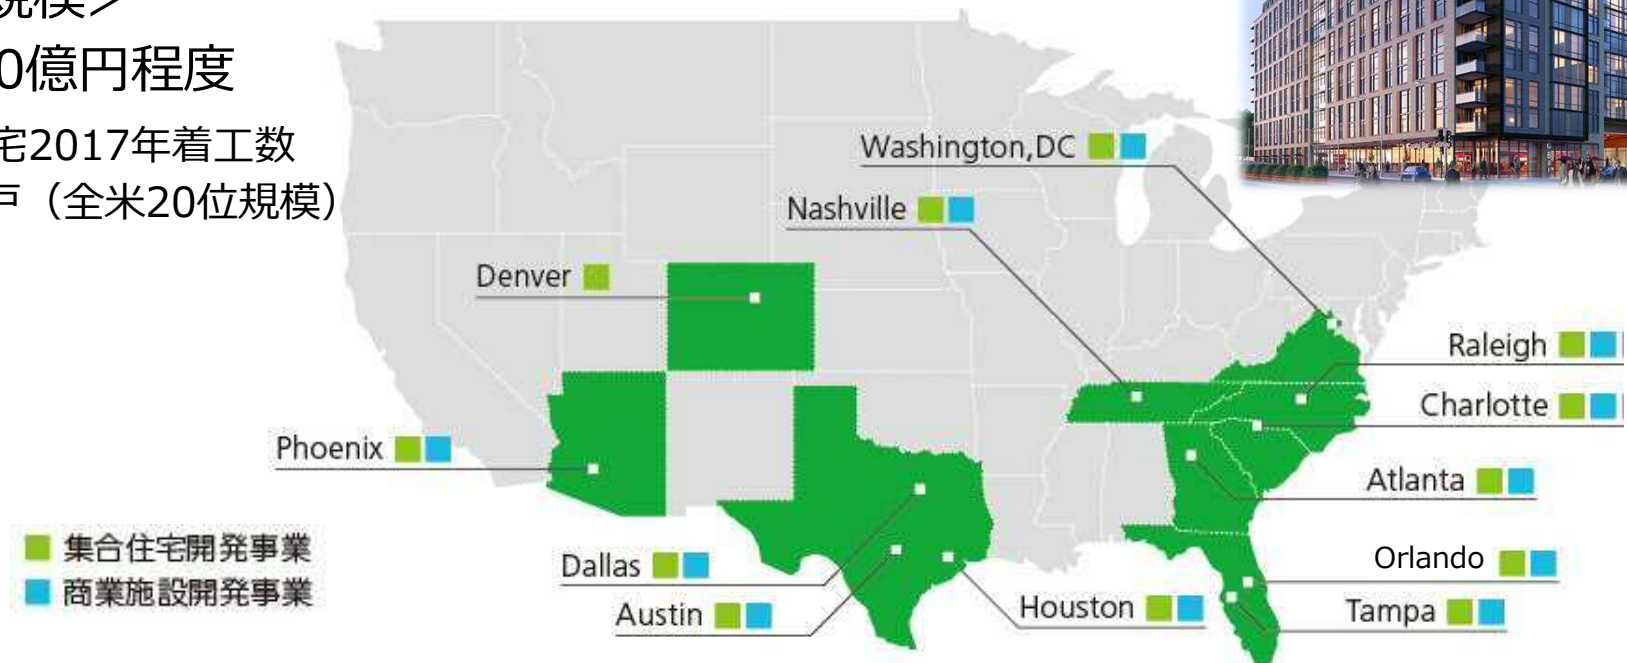 規模＞
0億円程度
宅2017年着工数
戸（全米20位規模）
Washington,DC
Nashville
Denver
Raleigh
Charlotte
Phoenix
Atlanta
集合住宅開発事業
商業施設開発事業
Dallas
Orlando
Austin
Houston
Tampa